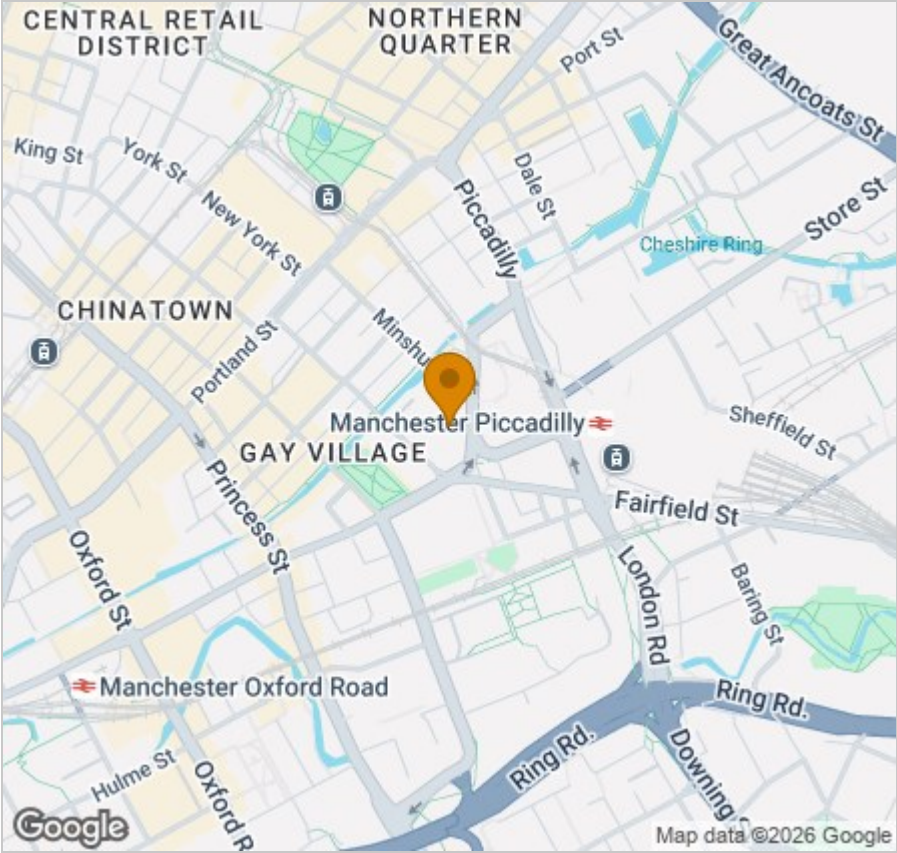 CENTRAL RETAIL
DISTRICT
NORTHERN
QUARTER
Port St
Great Ancoats St
King St
York St
Dale St
New York St
Piccadilly
Store St
Cheshire Ring
CHINATOWN
Portland St
Minshu
Manchester Piccadilly
Sheffield St
GAY VILLAGE
Princess St
Fairfield St
Oxford St
London Rd
Baring St
Manchester Oxford Road
Ring Rd.
Ring Rd.
Hulme St
Oxford R
Downing
Google
Map data ©2026 Google